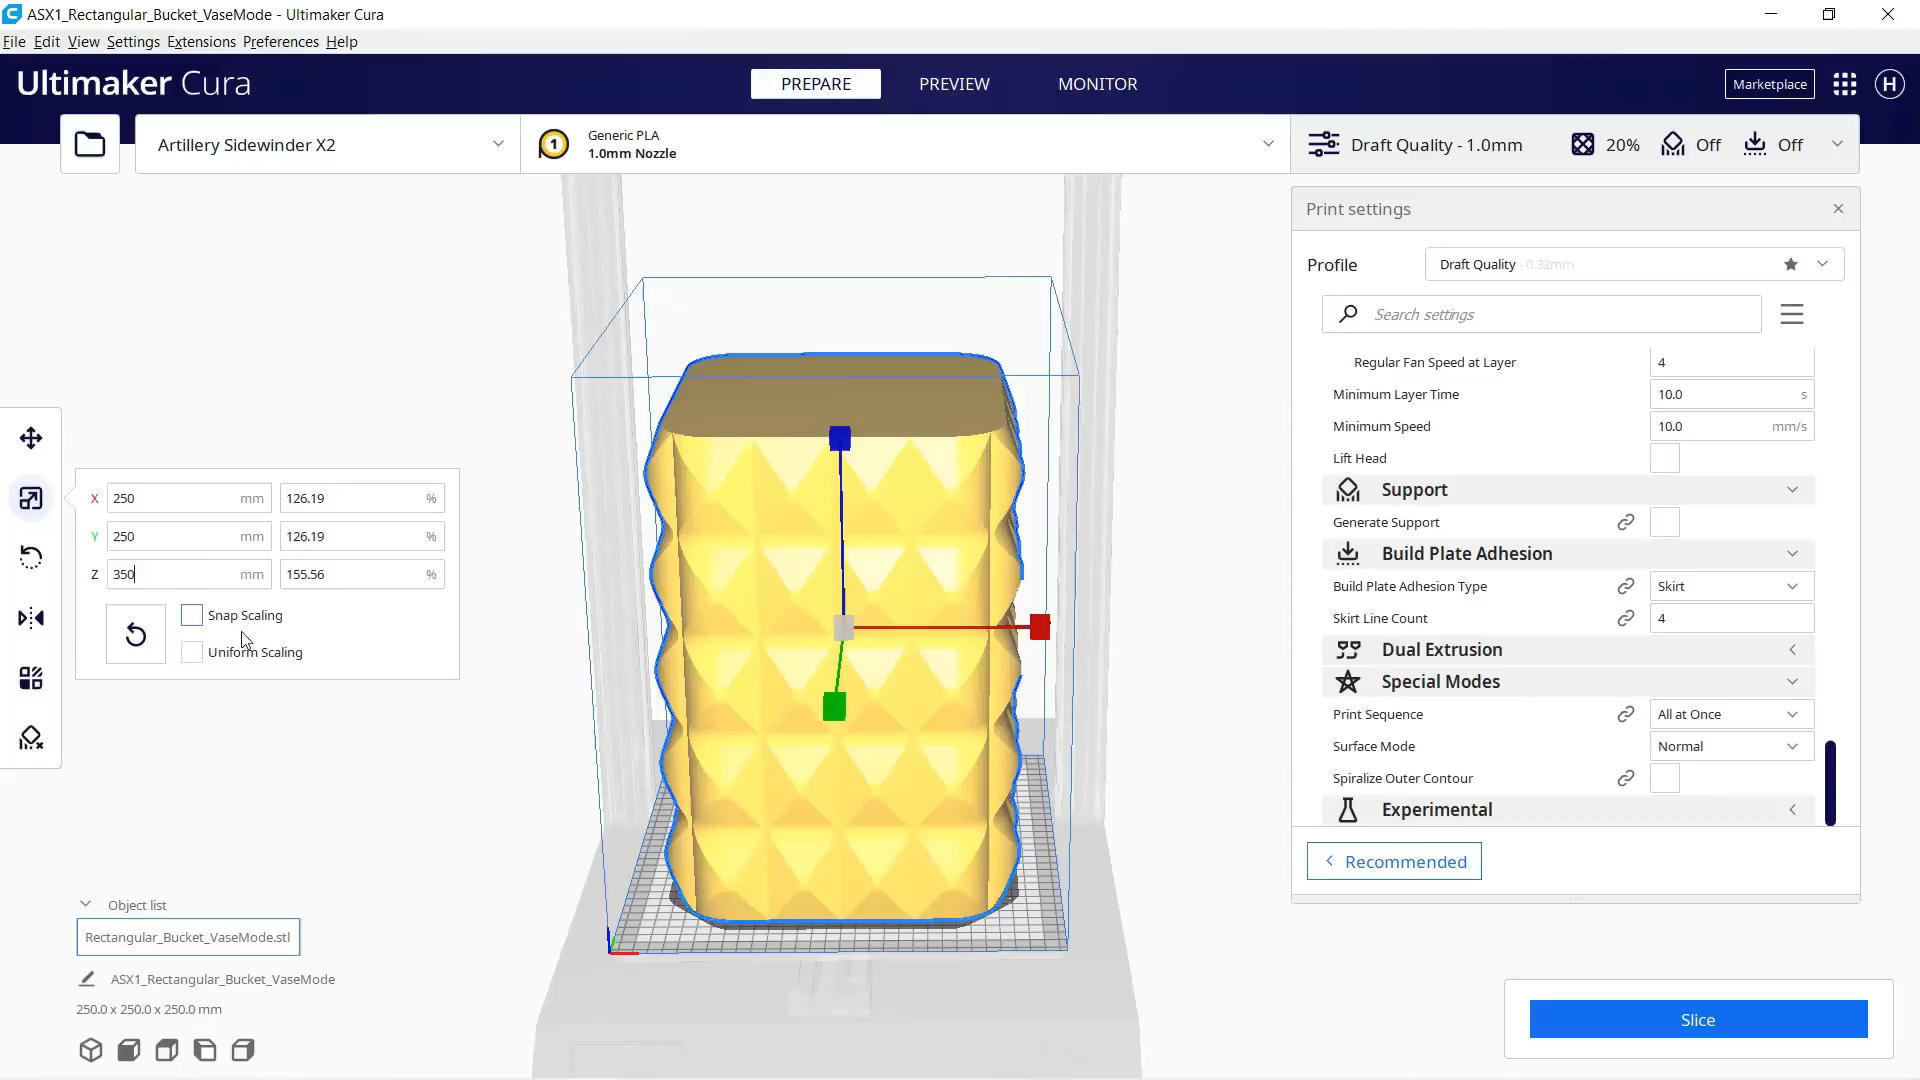 ASX1_Rectangular_Bucket_VaseMode - Ultimaker Cura
File Edit View Settings Extensions Preferences Help
Ultimaker Cura
PREPARE
PREVIEW
MONITOR
Marketplace
H
Artillery Sidewinder X2
1
Generic PLA
1.0mm Nozzle
Draft Quality - 1.0mm
20%
Off
Off
Print settings
Profile
Draft Quality - 0.32mm
Search settings
Regular Fan Speed at Layer 4
Minimum Layer Time 10.0 s
Minimum Speed 10.0 mm/s
Lift Head
Support
Generate Support
Build Plate Adhesion
Build Plate Adhesion Type Skirt
Skirt Line Count 4
Dual Extrusion
Special Modes
Print Sequence All at Once
Surface Mode Normal
Spiralize Outer Contour
Experimental
Recommended
X 250 mm 126.19 %
Y 250 mm 126.19 %
Z 350 mm 155.56 %
Snap Scaling
Uniform Scaling
Object list
Rectangular_Bucket_VaseMode.stl
ASX1_Rectangular_Bucket_VaseMode
250.0 x 250.0 x 250.0 mm
Slice